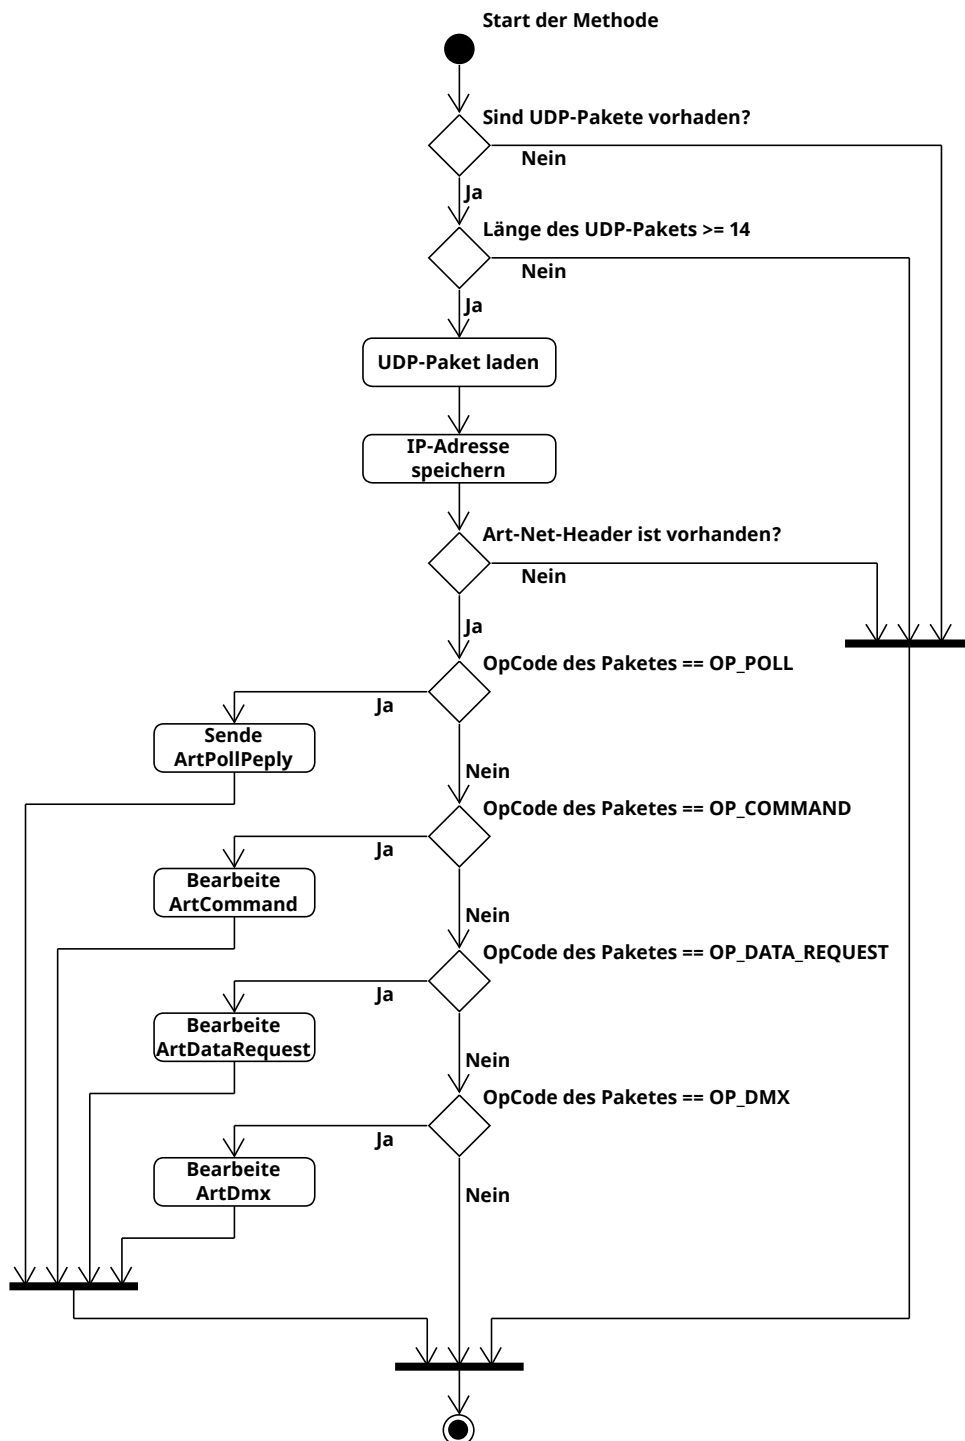 Start der Methode
Sind UDP-Pakete vorhaden?
Nein
Ja
Länge des UDP-Pakets >= 14
Nein
Ja
UDP-Paket laden
IP-Adresse
speichern
Art-Net-Header ist vorhanden?
Nein
Ja
OpCode des Paketes == OP_POLL
Ja
Sende
ArtPollPeply
Nein
OpCode des Paketes == OP_COMMAND
Ja
Bearbeite
ArtCommand
Nein
OpCode des Paketes == OP_DATA_REQUEST
Ja
Bearbeite
ArtDataRequest
Nein
OpCode des Paketes == OP_DMX
Ja
Bearbeite
ArtDmx
Nein